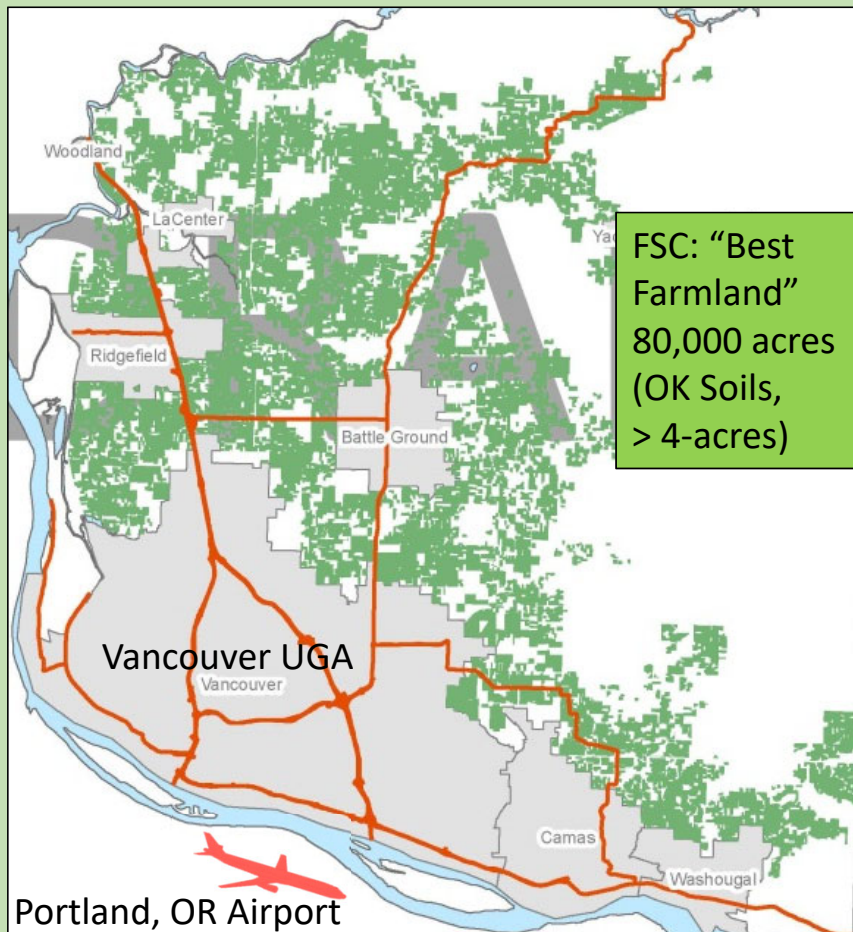 Woodland
LaCenter
Yac
FSC: “Best
Farmland”
80,000 acres
(OK Soils,
> 4-acres)
Ridgefield
Battle Ground
Vancouver UGA
Vancouver
Camas
Washougal
Portland, OR Airport